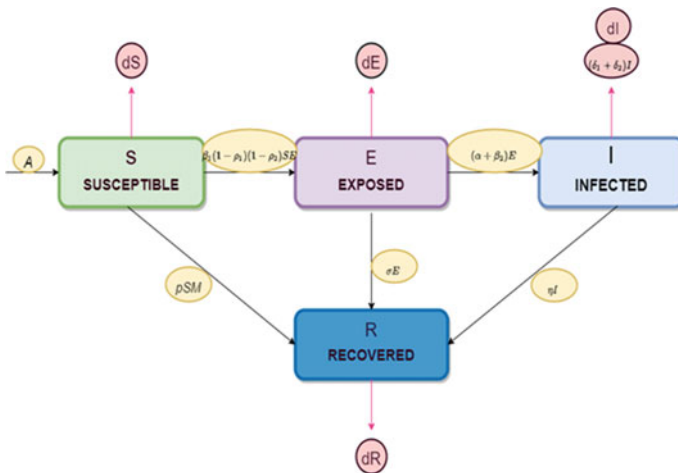 dS
dE
dI
(δ₁ + δ₂)I
A
S
SUSCEPTIBLE
β₁(1 − ρ₁)(1 − ρ₂)SE
E
EXPOSED
(α + β₂)E
I
INFECTED
pSM
σE
ηI
R
RECOVERED
dR